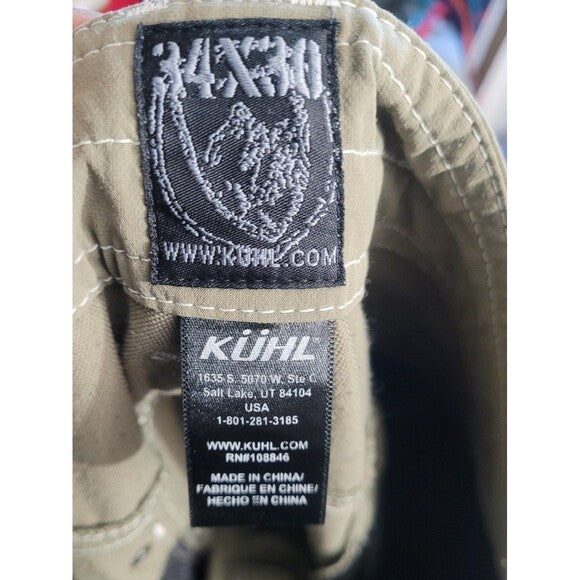 34X30
WWW.KUHL.COM
KÜHL
1635 S. 5070 W. Ste C
Salt Lake, UT 84104
USA
1-801-281-3185
WWW.KUHL.COM
RN#108846
MADE IN CHINA/
FABRIQUE EN CHINE/
HECHO EN CHINA